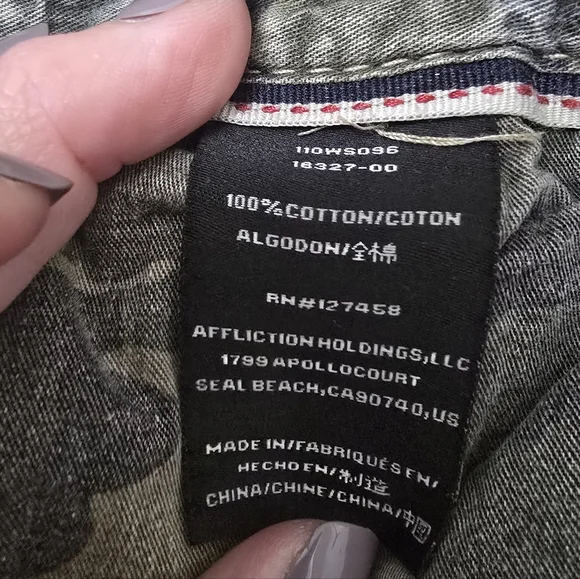 110WS096
16327-00
100%COTTON/COTON
ALGODON/全棉
RN#127458
AFFLICTION HOLDINGS,LLC
1799 APOLLOCOURT
SEAL BEACH,CA90740,US
MADE IN/FABRIQUÉS EN/
HECHO EN/制造
CHINA/CHINE/CHINA/中国